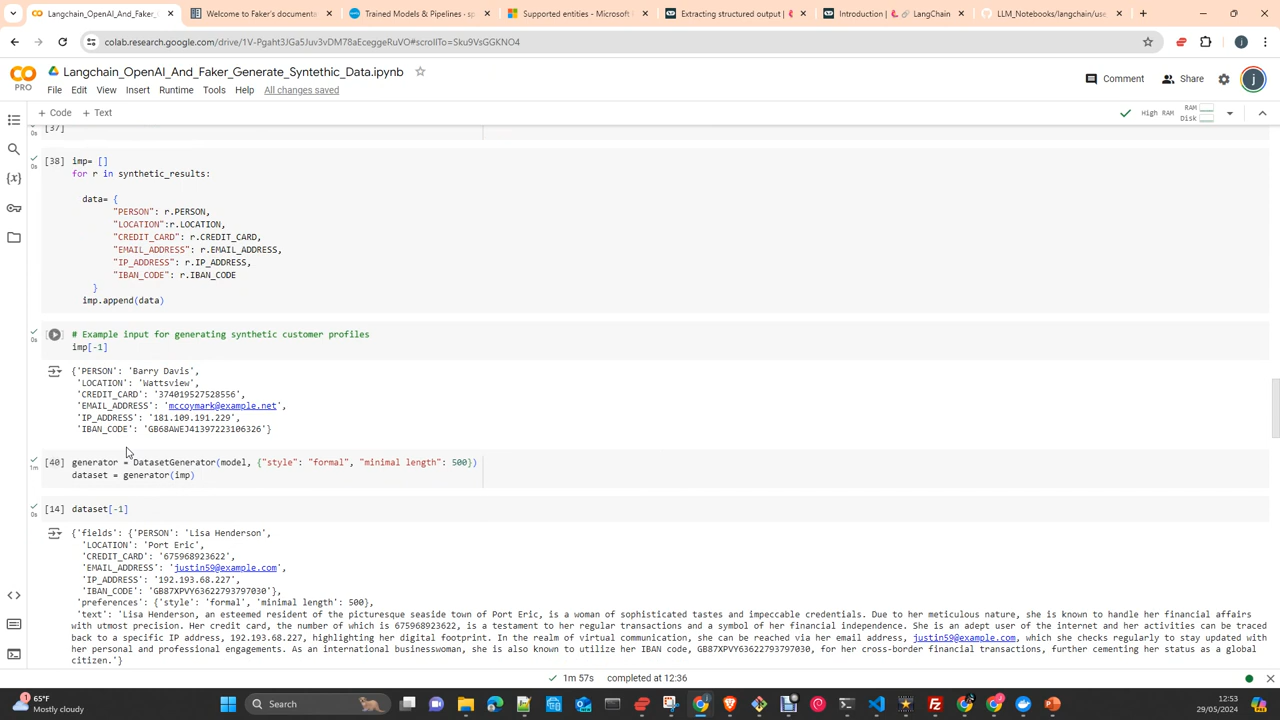 Langchain_OpenAI_And_Faker_
Welcome to Faker's documenta
Trained Models & Pipelines · sp
Supported entities - Microsoft
Extracting structured output |
Introduction | LangChain
LLM_Notebooks/langchain/use
colab.research.google.com/drive/1V-Pgaht3JGa5Juv3vDM78aEceggeRuVO#scrollTo=Sku9VsGGKNO4
Langchain_OpenAI_And_Faker_Generate_Syntethic_Data.ipynb
PRO
File Edit View Insert Runtime Tools Help All changes saved
Comment Share
+ Code + Text
High RAM RAM Disk
[37]
0s
[38] imp= []
0s
for r in synthetic_results:
data= {
"PERSON": r.PERSON,
"LOCATION":r.LOCATION,
"CREDIT_CARD": r.CREDIT_CARD,
"EMAIL_ADDRESS": r.EMAIL_ADDRESS,
"IP_ADDRESS": r.IP_ADDRESS,
"IBAN_CODE": r.IBAN_CODE
}
imp.append(data)
# Example input for generating synthetic customer profiles
0s
imp[-1]
{'PERSON': 'Barry Davis',
'LOCATION': 'Wattsview',
'CREDIT_CARD': '374019527528556',
'EMAIL_ADDRESS': 'mccoymark@example.net',
'IP_ADDRESS': '181.109.191.229',
'IBAN_CODE': 'GB68AWEJ41397223106326'}
[40] generator = DatasetGenerator(model, {"style": "formal", "minimal length": 500})
1m
dataset = generator(imp)
[14] dataset[-1]
0s
{'fields': {'PERSON': 'Lisa Henderson',
'LOCATION': 'Port Eric',
'CREDIT_CARD': '675968923622',
'EMAIL_ADDRESS': 'justin59@example.com',
'IP_ADDRESS': '192.193.68.227',
'IBAN_CODE': 'GB87XPVY63622793797030'},
'preferences': {'style': 'formal', 'minimal length': 500},
'text': 'Lisa Henderson, an esteemed resident of the picturesque seaside town of Port Eric, is a woman of sophisticated tastes and impeccable credentials. Due to her meticulous nature, she is known to handle her financial affairs
with utmost precision. Her credit card, the number of which is 675968923622, is a testament to her regular transactions and a symbol of her financial independence. She is an adept user of the internet and her activities can be traced
back to a specific IP address, 192.193.68.227, highlighting her digital footprint. In the realm of virtual communication, she can be reached via her email address, justin59@example.com, which she checks regularly to stay updated with
her personal and professional engagements. As an international businesswoman, she is also known to utilize her IBAN code, GB87XPVY63622793797030, for her cross-border financial transactions, further cementing her status as a global
citizen.'}
1m 57s completed at 12:36
65°F
Mostly cloudy
Search
12:53
29/05/2024